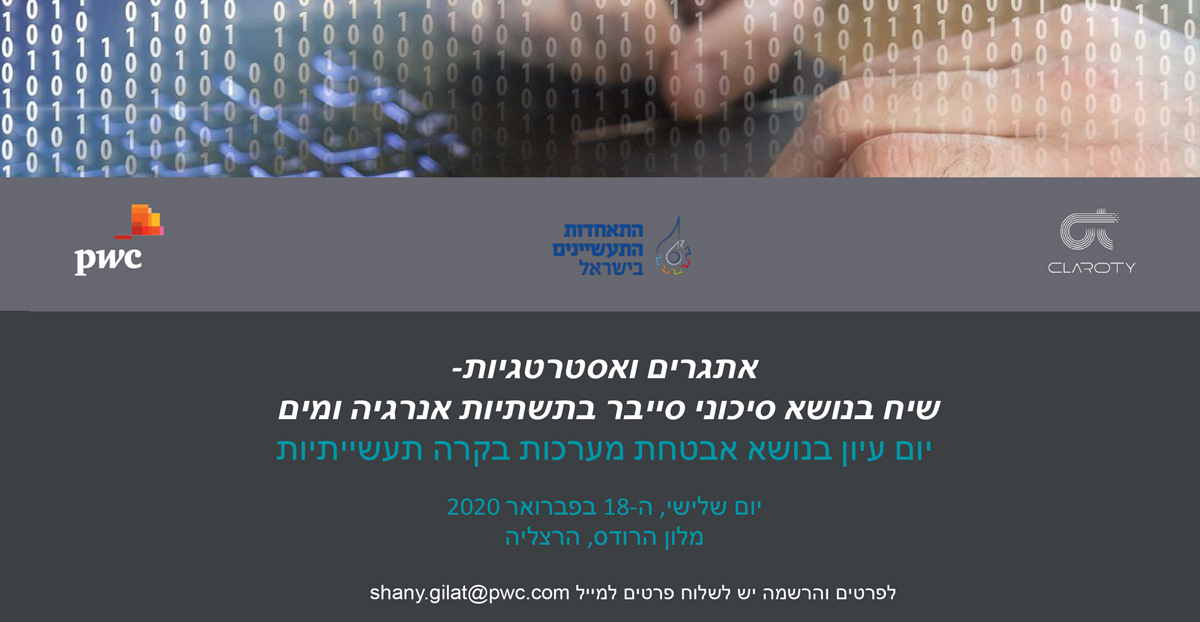 pwc
התאחדות
התעשיינים
בישראל
CLAROTY
אתגרים ואסטרטגיות-
שיח בנושא סיכוני סייבר בתשתיות אנרגיה ומים
יום עיון בנושא אבטחת מערכות בקרה תעשייתיות
יום שלישי, ה-18 בפברואר 2020
מלון הרודס, הרצליה
לפרטים והרשמה יש לשלוח פרטים למייל shany.gilat@pwc.com